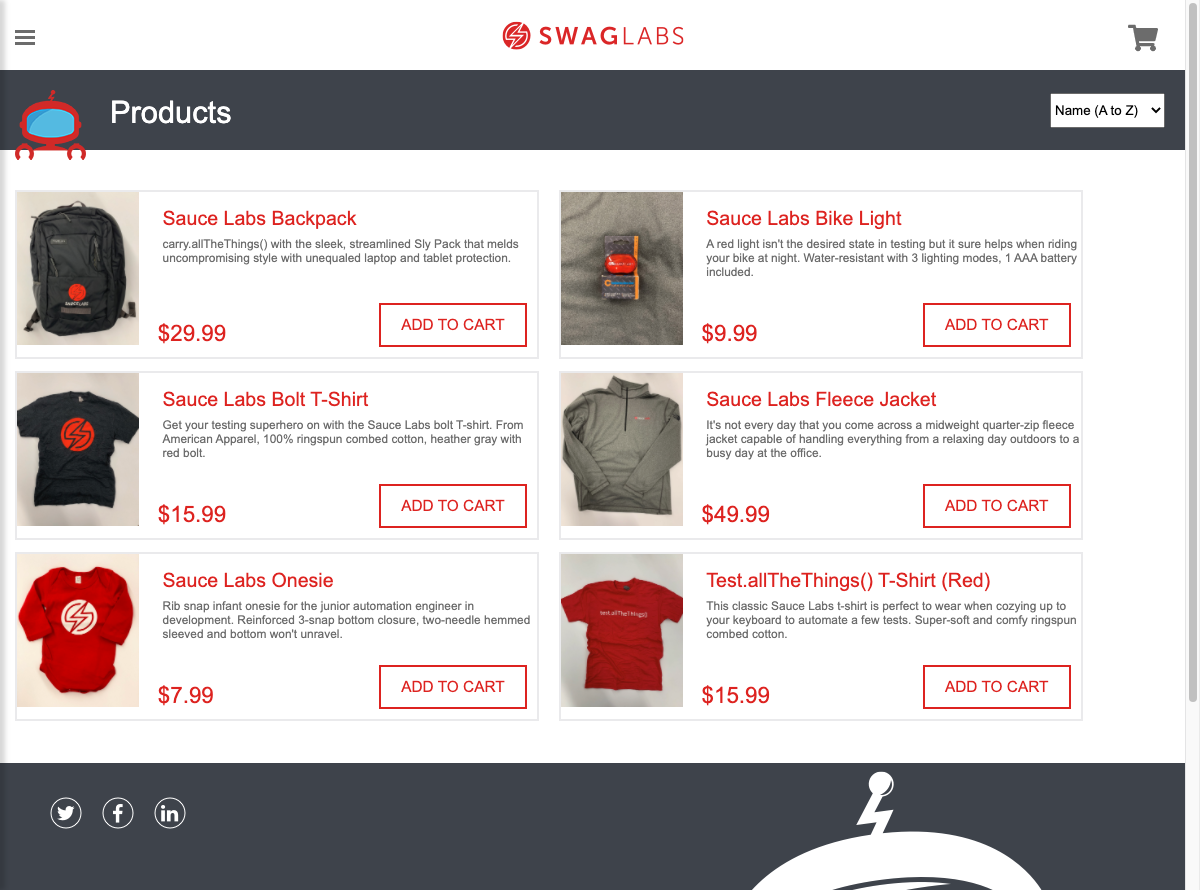 SWAGLABS
Products
Name (A to Z)
Sauce Labs Backpack
carry.allTheThings() with the sleek, streamlined Sly Pack that melds
uncompromising style with unequaled laptop and tablet protection.
$29.99
ADD TO CART
SAUCELABS
Sauce Labs Bike Light
A red light isn't the desired state in testing but it sure helps when riding
your bike at night. Water-resistant with 3 lighting modes, 1 AAA battery
included.
$9.99
ADD TO CART
Sauce Labs Bolt T-Shirt
Get your testing superhero on with the Sauce Labs bolt T-shirt. From
American Apparel, 100% ringspun combed cotton, heather gray with
red bolt.
$15.99
ADD TO CART
Sauce Labs Fleece Jacket
It's not every day that you come across a midweight quarter-zip fleece
jacket capable of handling everything from a relaxing day outdoors to a
busy day at the office.
$49.99
ADD TO CART
Sauce Labs Onesie
Rib snap infant onesie for the junior automation engineer in
development. Reinforced 3-snap bottom closure, two-needle hemmed
sleeved and bottom won't unravel.
$7.99
ADD TO CART
test.allTheThings()
Test.allTheThings() T-Shirt (Red)
This classic Sauce Labs t-shirt is perfect to wear when cozying up to
your keyboard to automate a few tests. Super-soft and comfy ringspun
combed cotton.
$15.99
ADD TO CART